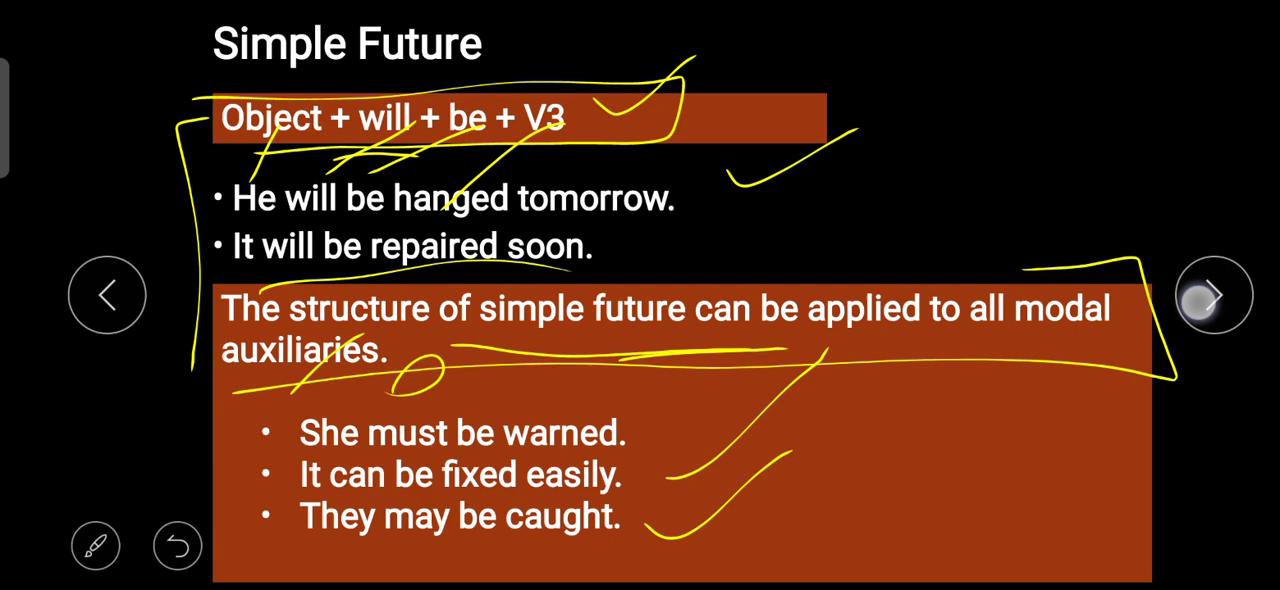 Simple Future
Object + will + be + V3
• He will be hanged tomorrow.
• It will be repaired soon.
The structure of simple future can be applied to all modal
auxiliaries.
• She must be warned.
• It can be fixed easily.
• They may be caught.